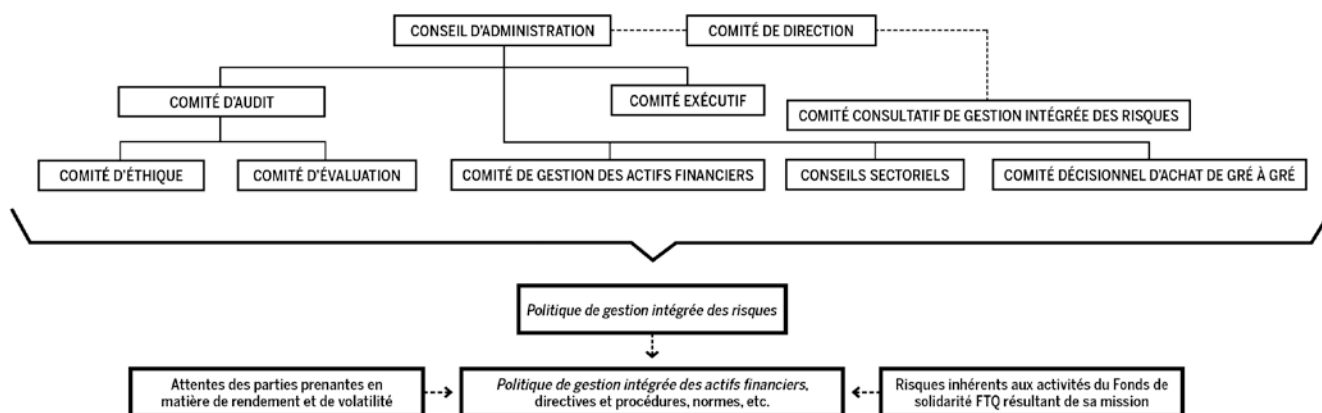 CONSEIL D'ADMINISTRATION
COMITÉ DE DIRECTION
COMITÉ D'AUDIT
COMITÉ EXÉCUTIF
COMITÉ CONSULTATIF DE GESTION INTÉGRÉE DES RISQUES
COMITÉ D'ÉTHIQUE
COMITÉ D'ÉVALUATION
COMITÉ DE GESTION DES ACTIFS FINANCIERS
CONSEILS SECTORIELS
COMITÉ DÉCISIONNEL D'ACHAT DE GRÉ À GRÉ
Politique de gestion intégrée des risques
Attentes des parties prenantes en
matière de rendement et de volatilité
Politique de gestion intégrée des actifs financiers,
directives et procédures, normes, etc.
Risques inhérents aux activités du Fonds de
solidarité FTQ résultant de sa mission